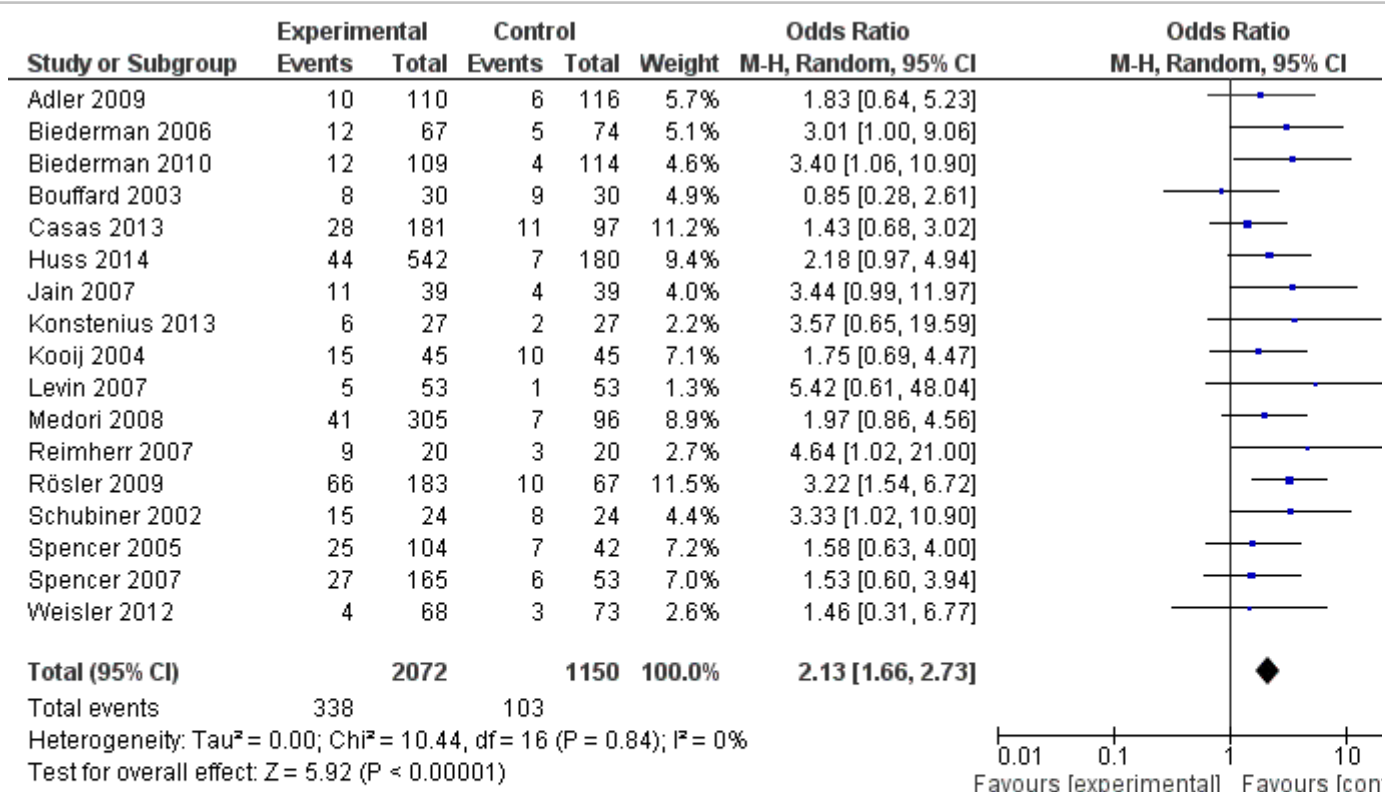 Experimental Control Odds Ratio Odds Ratio
Study or Subgroup Events Total Events Total Weight M-H, Random, 95% CI M-H, Random, 95% CI
Adler 2009 10 110 6 116 5.7% 1.83 [0.64, 5.23]
Biederman 2006 12 67 5 74 5.1% 3.01 [1.00, 9.06]
Biederman 2010 12 109 4 114 4.6% 3.40 [1.06, 10.90]
Bouffard 2003 8 30 9 30 4.9% 0.85 [0.28, 2.61]
Casas 2013 28 181 11 97 11.2% 1.43 [0.68, 3.02]
Huss 2014 44 542 7 180 9.4% 2.18 [0.97, 4.94]
Jain 2007 11 39 4 39 4.0% 3.44 [0.99, 11.97]
Konstenius 2013 6 27 2 27 2.2% 3.57 [0.65, 19.59]
Kooij 2004 15 45 10 45 7.1% 1.75 [0.69, 4.47]
Levin 2007 5 53 1 53 1.3% 5.42 [0.61, 48.04]
Medori 2008 41 305 7 96 8.9% 1.97 [0.86, 4.56]
Reimherr 2007 9 20 3 20 2.7% 4.64 [1.02, 21.00]
Rösler 2009 66 183 10 67 11.5% 3.22 [1.54, 6.72]
Schubiner 2002 15 24 8 24 4.4% 3.33 [1.02, 10.90]
Spencer 2005 25 104 7 42 7.2% 1.58 [0.63, 4.00]
Spencer 2007 27 165 6 53 7.0% 1.53 [0.60, 3.94]
Weisler 2012 4 68 3 73 2.6% 1.46 [0.31, 6.77]
Total (95% CI) 2072 1150 100.0% 2.13 [1.66, 2.73]
Total events 338 103
Heterogeneity: Tau² = 0.00; Chi² = 10.44, df = 16 (P = 0.84); I² = 0%
Test for overall effect: Z = 5.92 (P < 0.00001)
0.01 0.1 1 10
Favours [experimental] Favours [con